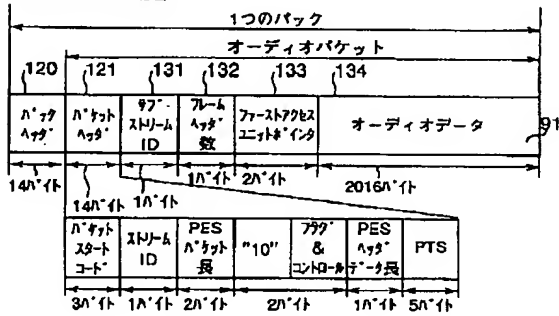 1つのパック
オーディオパケット
120 121 131 132 133 134
パック
ヘッダ
パケット
ヘッダ
サブ・
ストリーム
ID
フレーム
ヘッダ
数
ファーストアクセス
ユニットポインタ
オーディオデータ
91
14バイト
14バイト
1バイト
1バイト
2バイト
2016バイト
パケット
スタート
コード
ストリーム
ID
PES
パケット
長
"10"
フラグ
&
コントロール
PES
ヘッダ
データ長
PTS
3バイト
1バイト
2バイト
2バイト
1バイト
5バイト